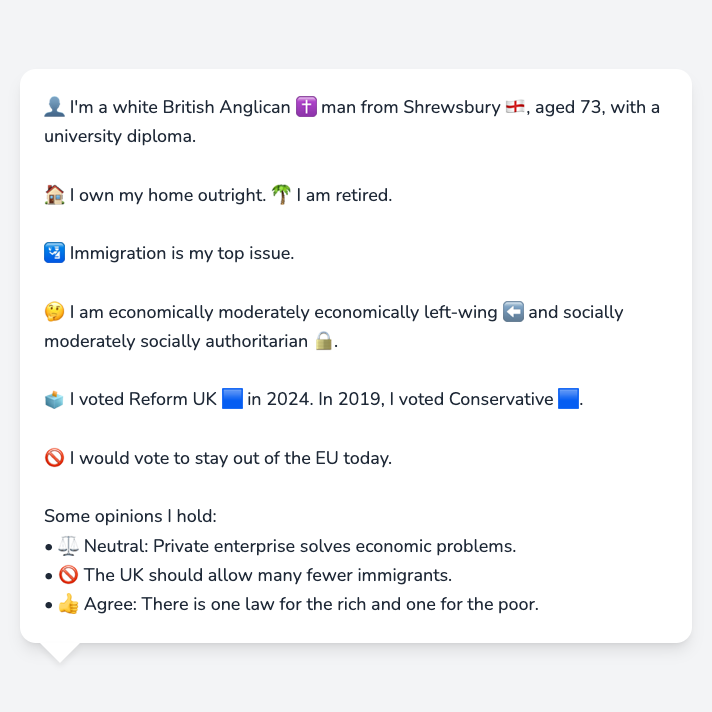 👤 I'm a white British Anglican ✝️ man from Shrewsbury 🏴󠁧󠁢󠁥󠁮󠁧󠁿, aged 73, with a
university diploma.
🏠 I own my home outright. 🌴 I am retired.
🛂 Immigration is my top issue.
🤔 I am economically moderately economically left-wing ⬅️ and socially
moderately socially authoritarian 🔒.
🗳️ I voted Reform UK 🟦 in 2024. In 2019, I voted Conservative 🟦.
🚫 I would vote to stay out of the EU today.
Some opinions I hold:
• ⚖️ Neutral: Private enterprise solves economic problems.
• 🚫 The UK should allow many fewer immigrants.
• 👍 Agree: There is one law for the rich and one for the poor.